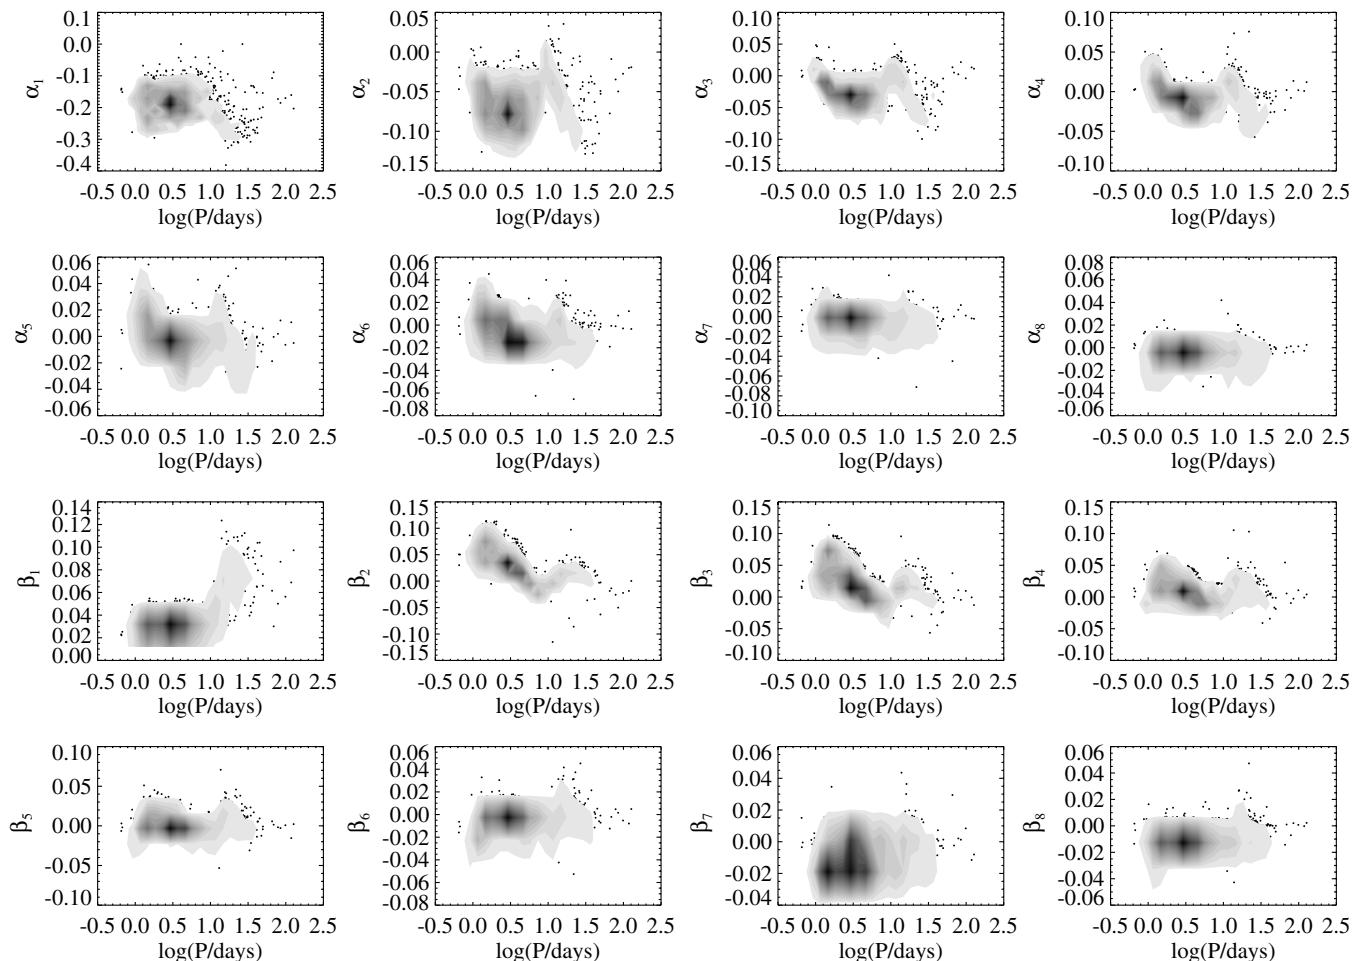 0.1 0.05 0.10 0.10
0.0 0.00 0.05 0.05
-0.1 -0.05 0.00 0.00
-0.2 -0.10 -0.05 -0.05
-0.3 -0.15 -0.10 -0.10
-0.4 -0.15
α1 α2 α3 α4
-0.5 0.0 0.5 1.0 1.5 2.0 2.5 -0.5 0.0 0.5 1.0 1.5 2.0 2.5 -0.5 0.0 0.5 1.0 1.5 2.0 2.5 -0.5 0.0 0.5 1.0 1.5 2.0 2.5
log(P/days) log(P/days) log(P/days) log(P/days)
0.06 0.06 0.06 0.08
0.04 0.04 0.04 0.06
0.02 0.02 0.02 0.04
0.00 0.00 0.00 0.02
-0.02 -0.02 -0.02 0.00
-0.04 -0.04 -0.04 -0.02
-0.06 -0.06 -0.06 -0.04
-0.08 -0.08 -0.06
-0.10
α5 α6 α7 α8
-0.5 0.0 0.5 1.0 1.5 2.0 2.5 -0.5 0.0 0.5 1.0 1.5 2.0 2.5 -0.5 0.0 0.5 1.0 1.5 2.0 2.5 -0.5 0.0 0.5 1.0 1.5 2.0 2.5
log(P/days) log(P/days) log(P/days) log(P/days)
0.14 0.15 0.15 0.15
0.12 0.10 0.10 0.10
0.10 0.05 0.05 0.05
0.08 0.00 0.00 0.00
0.06 -0.05 -0.05 -0.05
0.04 -0.10 -0.10 -0.10
0.02 -0.15
0.00
β1 β2 β3 β4
-0.5 0.0 0.5 1.0 1.5 2.0 2.5 -0.5 0.0 0.5 1.0 1.5 2.0 2.5 -0.5 0.0 0.5 1.0 1.5 2.0 2.5 -0.5 0.0 0.5 1.0 1.5 2.0 2.5
log(P/days) log(P/days) log(P/days) log(P/days)
0.10 0.06 0.06 0.06
0.05 0.04 0.04 0.04
0.00 0.02 0.02 0.02
-0.05 0.00 0.00 0.00
-0.10 -0.02 -0.02 -0.02
-0.04 -0.04 -0.04
-0.06 -0.06
-0.08
β5 β6 β7 β8
-0.5 0.0 0.5 1.0 1.5 2.0 2.5 -0.5 0.0 0.5 1.0 1.5 2.0 2.5 -0.5 0.0 0.5 1.0 1.5 2.0 2.5 -0.5 0.0 0.5 1.0 1.5 2.0 2.5
log(P/days) log(P/days) log(P/days) log(P/days)